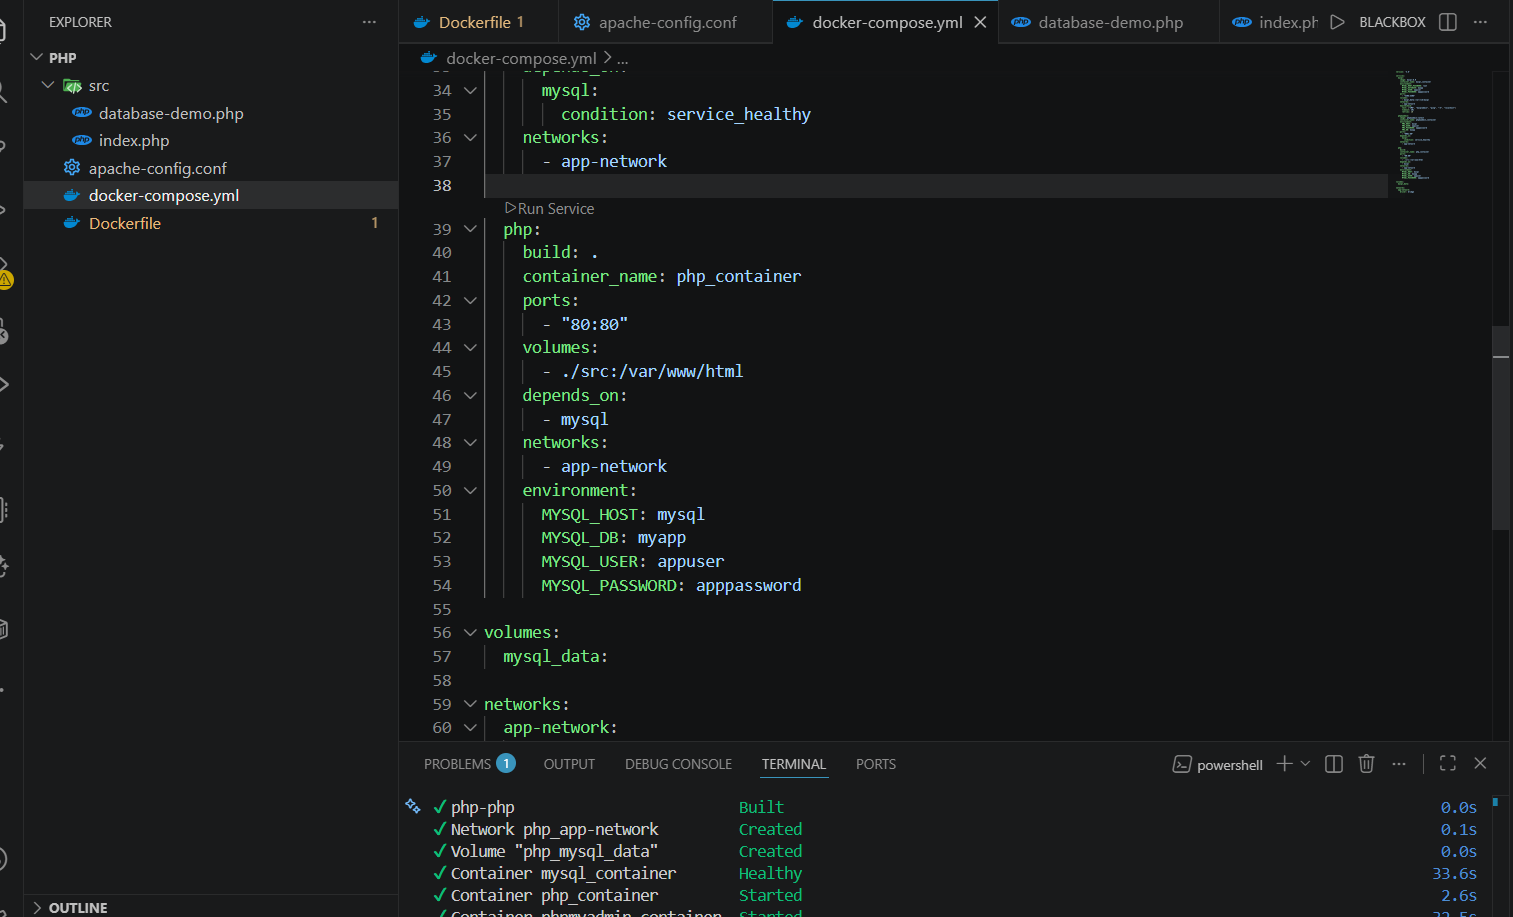 EXPLORER
PHP
src
database-demo.php
index.php
apache-config.conf
docker-compose.yml
Dockerfile 1
OUTLINE
Dockerfile 1
apache-config.conf
docker-compose.yml
database-demo.php
index.ph
BLACKBOX
docker-compose.yml > ...
34 mysql:
35 condition: service_healthy
36 networks:
37 - app-network
38
Run Service
39 php:
40 build: .
41 container_name: php_container
42 ports:
43 - "80:80"
44 volumes:
45 - ./src:/var/www/html
46 depends_on:
47 - mysql
48 networks:
49 - app-network
50 environment:
51 MYSQL_HOST: mysql
52 MYSQL_DB: myapp
53 MYSQL_USER: appuser
54 MYSQL_PASSWORD: apppassword
55
56 volumes:
57 mysql_data:
58
59 networks:
60 app-network:
PROBLEMS 1 OUTPUT DEBUG CONSOLE TERMINAL PORTS
powershell
✓ php-php Built 0.0s
✓ Network php_app-network Created 0.1s
✓ Volume "php_mysql_data" Created 0.0s
✓ Container mysql_container Healthy 33.6s
✓ Container php_container Started 2.6s
✓ Container phpmyadmin_container Started